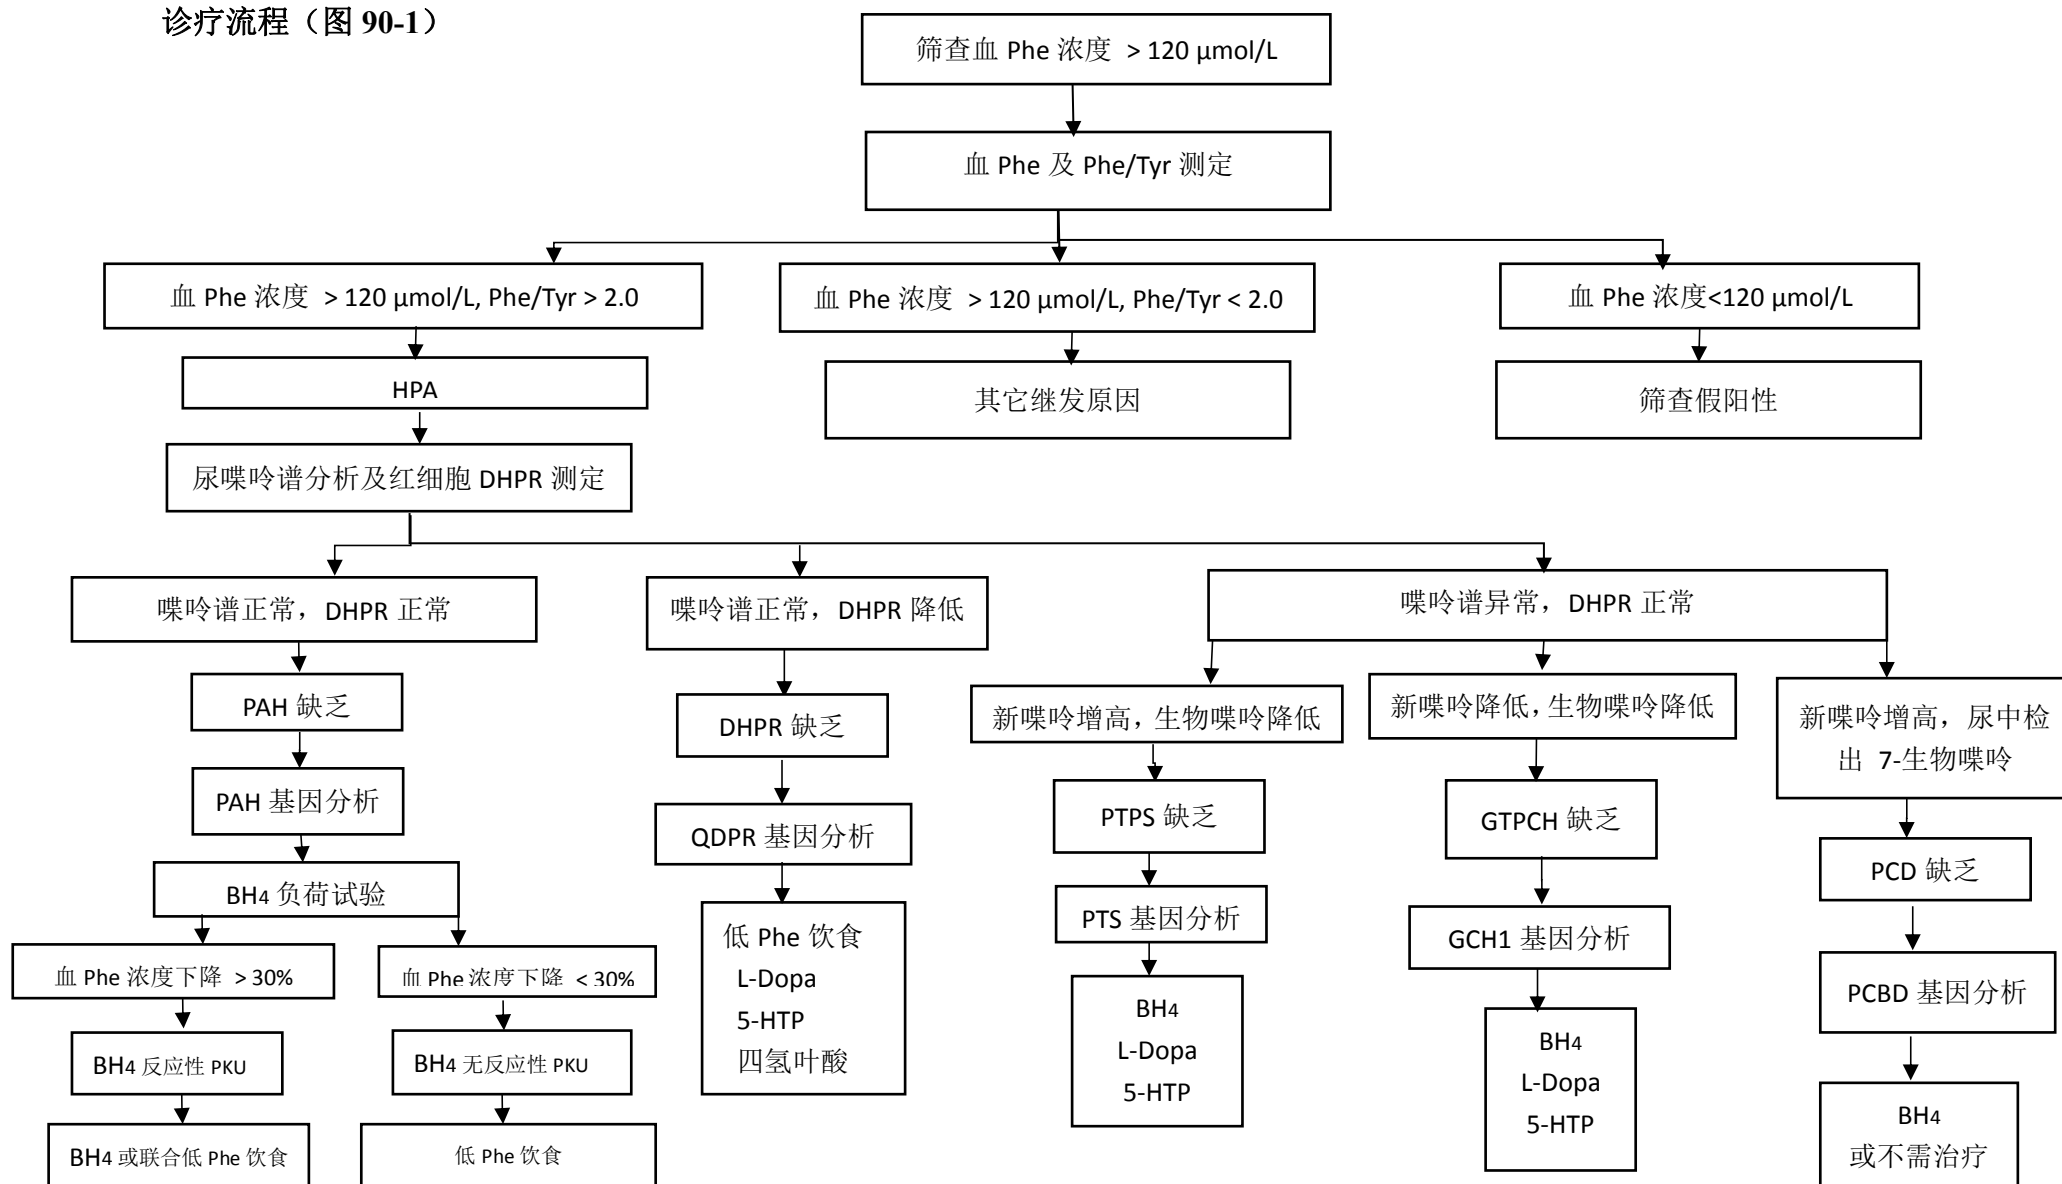 诊疗流程（图 90-1）
筛查血 Phe 浓度 > 120 μmol/L
血 Phe 及 Phe/Tyr 测定
血 Phe 浓度 > 120 μmol/L, Phe/Tyr > 2.0
血 Phe 浓度 > 120 μmol/L, Phe/Tyr < 2.0
血 Phe 浓度<120 μmol/L
HPA
其它继发原因
筛查假阳性
尿喋呤谱分析及红细胞 DHPR 测定
喋呤谱正常，DHPR 正常
喋呤谱正常，DHPR 降低
喋呤谱异常，DHPR 正常
PAH 缺乏
DHPR 缺乏
新喋呤增高，生物喋呤降低
新喋呤降低，生物喋呤降低
新喋呤增高，尿中检
出 7-生物喋呤
PAH 基因分析
QDPR 基因分析
PTPS 缺乏
GTPCH 缺乏
PCD 缺乏
BH4 负荷试验
PTS 基因分析
GCH1 基因分析
PCBD 基因分析
血 Phe 浓度下降 > 30%
血 Phe 浓度下降 < 30%
低 Phe 饮食
L-Dopa
5-HTP
四氢叶酸
BH4
L-Dopa
5-HTP
BH4
L-Dopa
5-HTP
BH4
或不需治疗
BH4 反应性 PKU
BH4 无反应性 PKU
BH4 或联合低 Phe 饮食
低 Phe 饮食